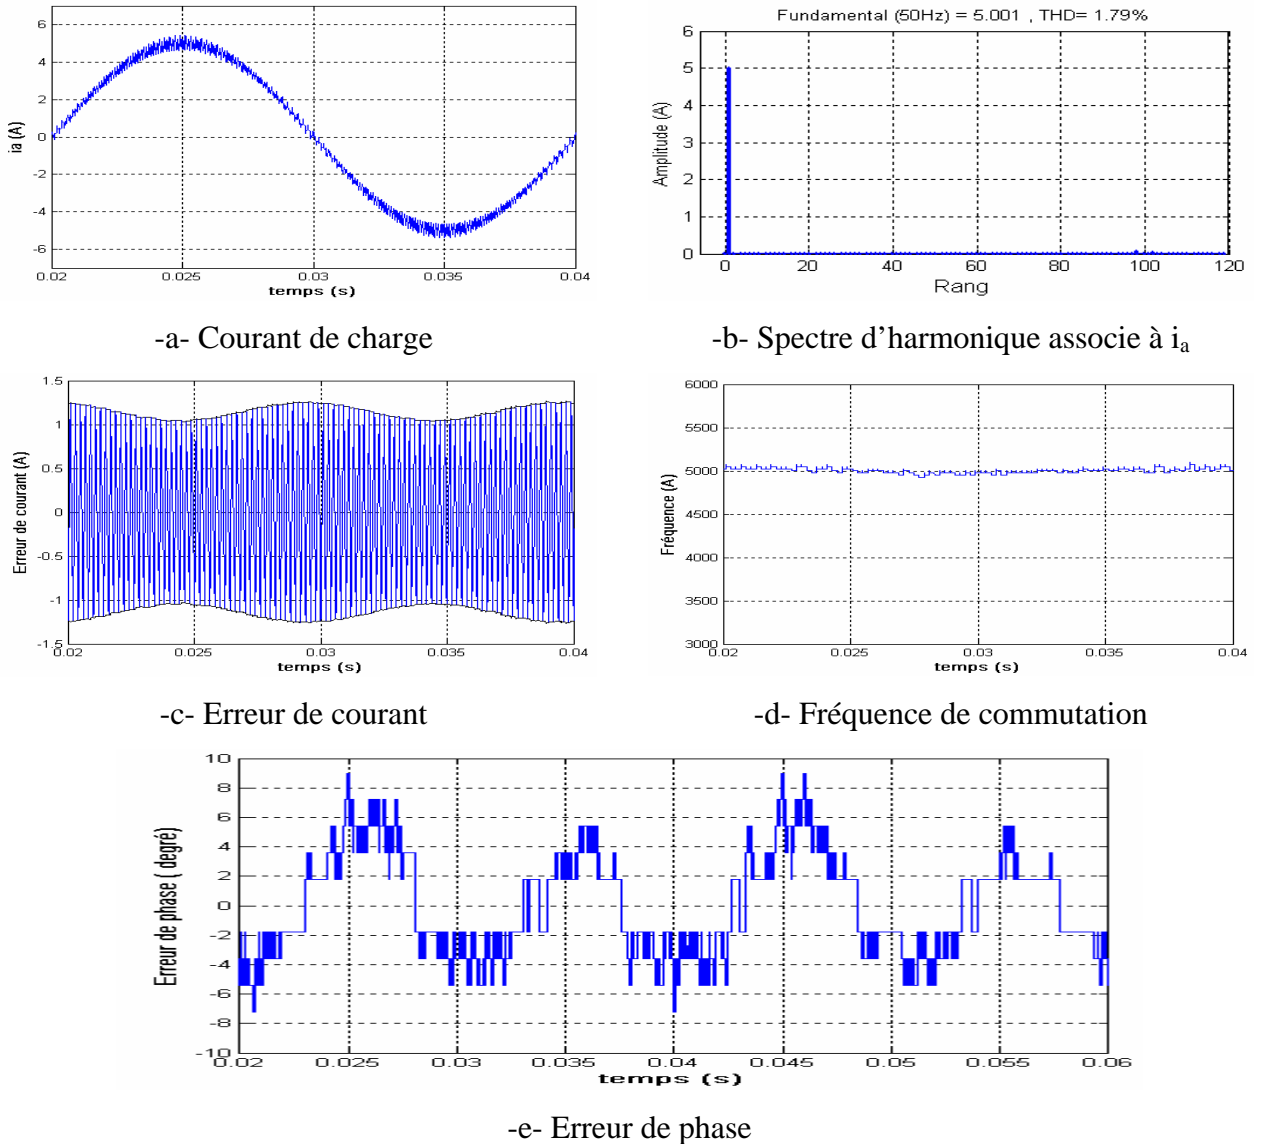 Fundamental (50Hz) = 5.001 , THD= 1.79%
6
4
2
0
-2
-4
-6
ia (A)
0.02 0.025 0.03 0.035 0.04
temps (s)
6
5
4
3
2
1
0
Amplitude (A)
0 20 40 60 80 100 120
Rang
-a- Courant de charge
-b- Spectre d’harmonique associe à ia
1.5
1
0.5
0
-0.5
-1
-1.5
Erreur de courant (A)
0.02 0.025 0.03 0.035 0.04
temps (s)
6000
5500
5000
4500
4000
3500
3000
Fréquence (A)
0.02 0.025 0.03 0.035 0.04
temps (s)
-c- Erreur de courant
-d- Fréquence de commutation
10
8
6
4
2
0
-2
-4
-6
-8
-10
Erreur de phase ( degré)
0.02 0.025 0.03 0.035 0.04 0.045 0.05 0.055 0.06
temps (s)
-e- Erreur de phase